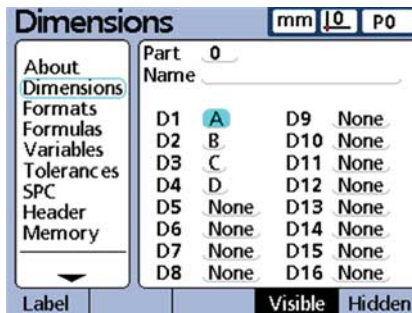 Dimensions mm 0 P0
About
Dimensions
Formats
Formulas
Variables
Tolerances
SPC
Header
Memory
Part 0
Name
D1 A D9 None
D2 B D10 None
D3 C D11 None
D4 D D12 None
D5 None D13 None
D6 None D14 None
D7 None D15 None
D8 None D16 None
Label Visible Hidden